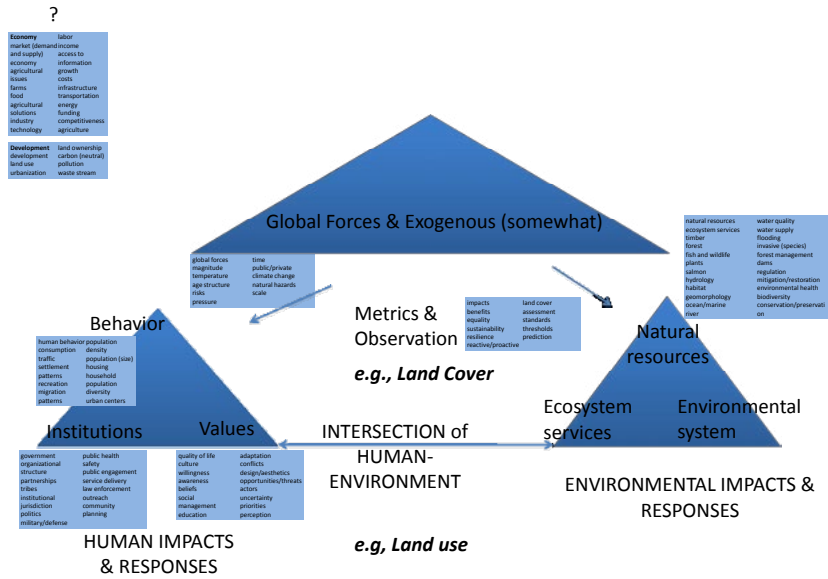 ?
Economy labor
market (demand income
and supply) access to
economy information
agricultural growth
issues costs
farms infrastructure
food transportation
agricultural energy
solutions funding
industry competitiveness
technology agriculture
Development land ownership
development carbon (neutral)
land use pollution
urbanization waste stream
Global Forces & Exogenous (somewhat)
global forces time
magnitude public/private
temperature climate change
age structure natural hazards
risks scale
pressure
natural resources water quality
ecosystem services water supply
timber flooding
forest invasive (species)
fish and wildlife forest management
plants dams
salmon regulation
hydrology mitigation/restoration
habitat environmental health
geomorphology biodiversity
ocean/marine conservation/preservati
river on
Metrics &
Observation
impacts land cover
benefits assessment
equality standards
sustainability thresholds
resilience prediction
reactive/proactive
e.g., Land Cover
Behavior
human behavior population
consumption density
traffic population (size)
settlement housing
patterns household
recreation population
migration diversity
patterns urban centers
Institutions Values
Natural
resources
Ecosystem
services
Environmental
system
INTERSECTION of
HUMAN-
ENVIRONMENT
government public health
organizational safety
structure public engagement
partnerships service delivery
tribes law enforcement
institutional outreach
jurisdiction community
politics planning
military/defense
quality of life adaptation
culture conflicts
willingness design/aesthetics
awareness opportunities/threats
beliefs actors
social uncertainty
management priorities
education perception
ENVIRONMENTAL IMPACTS &
RESPONSES
HUMAN IMPACTS
& RESPONSES
e.g, Land use